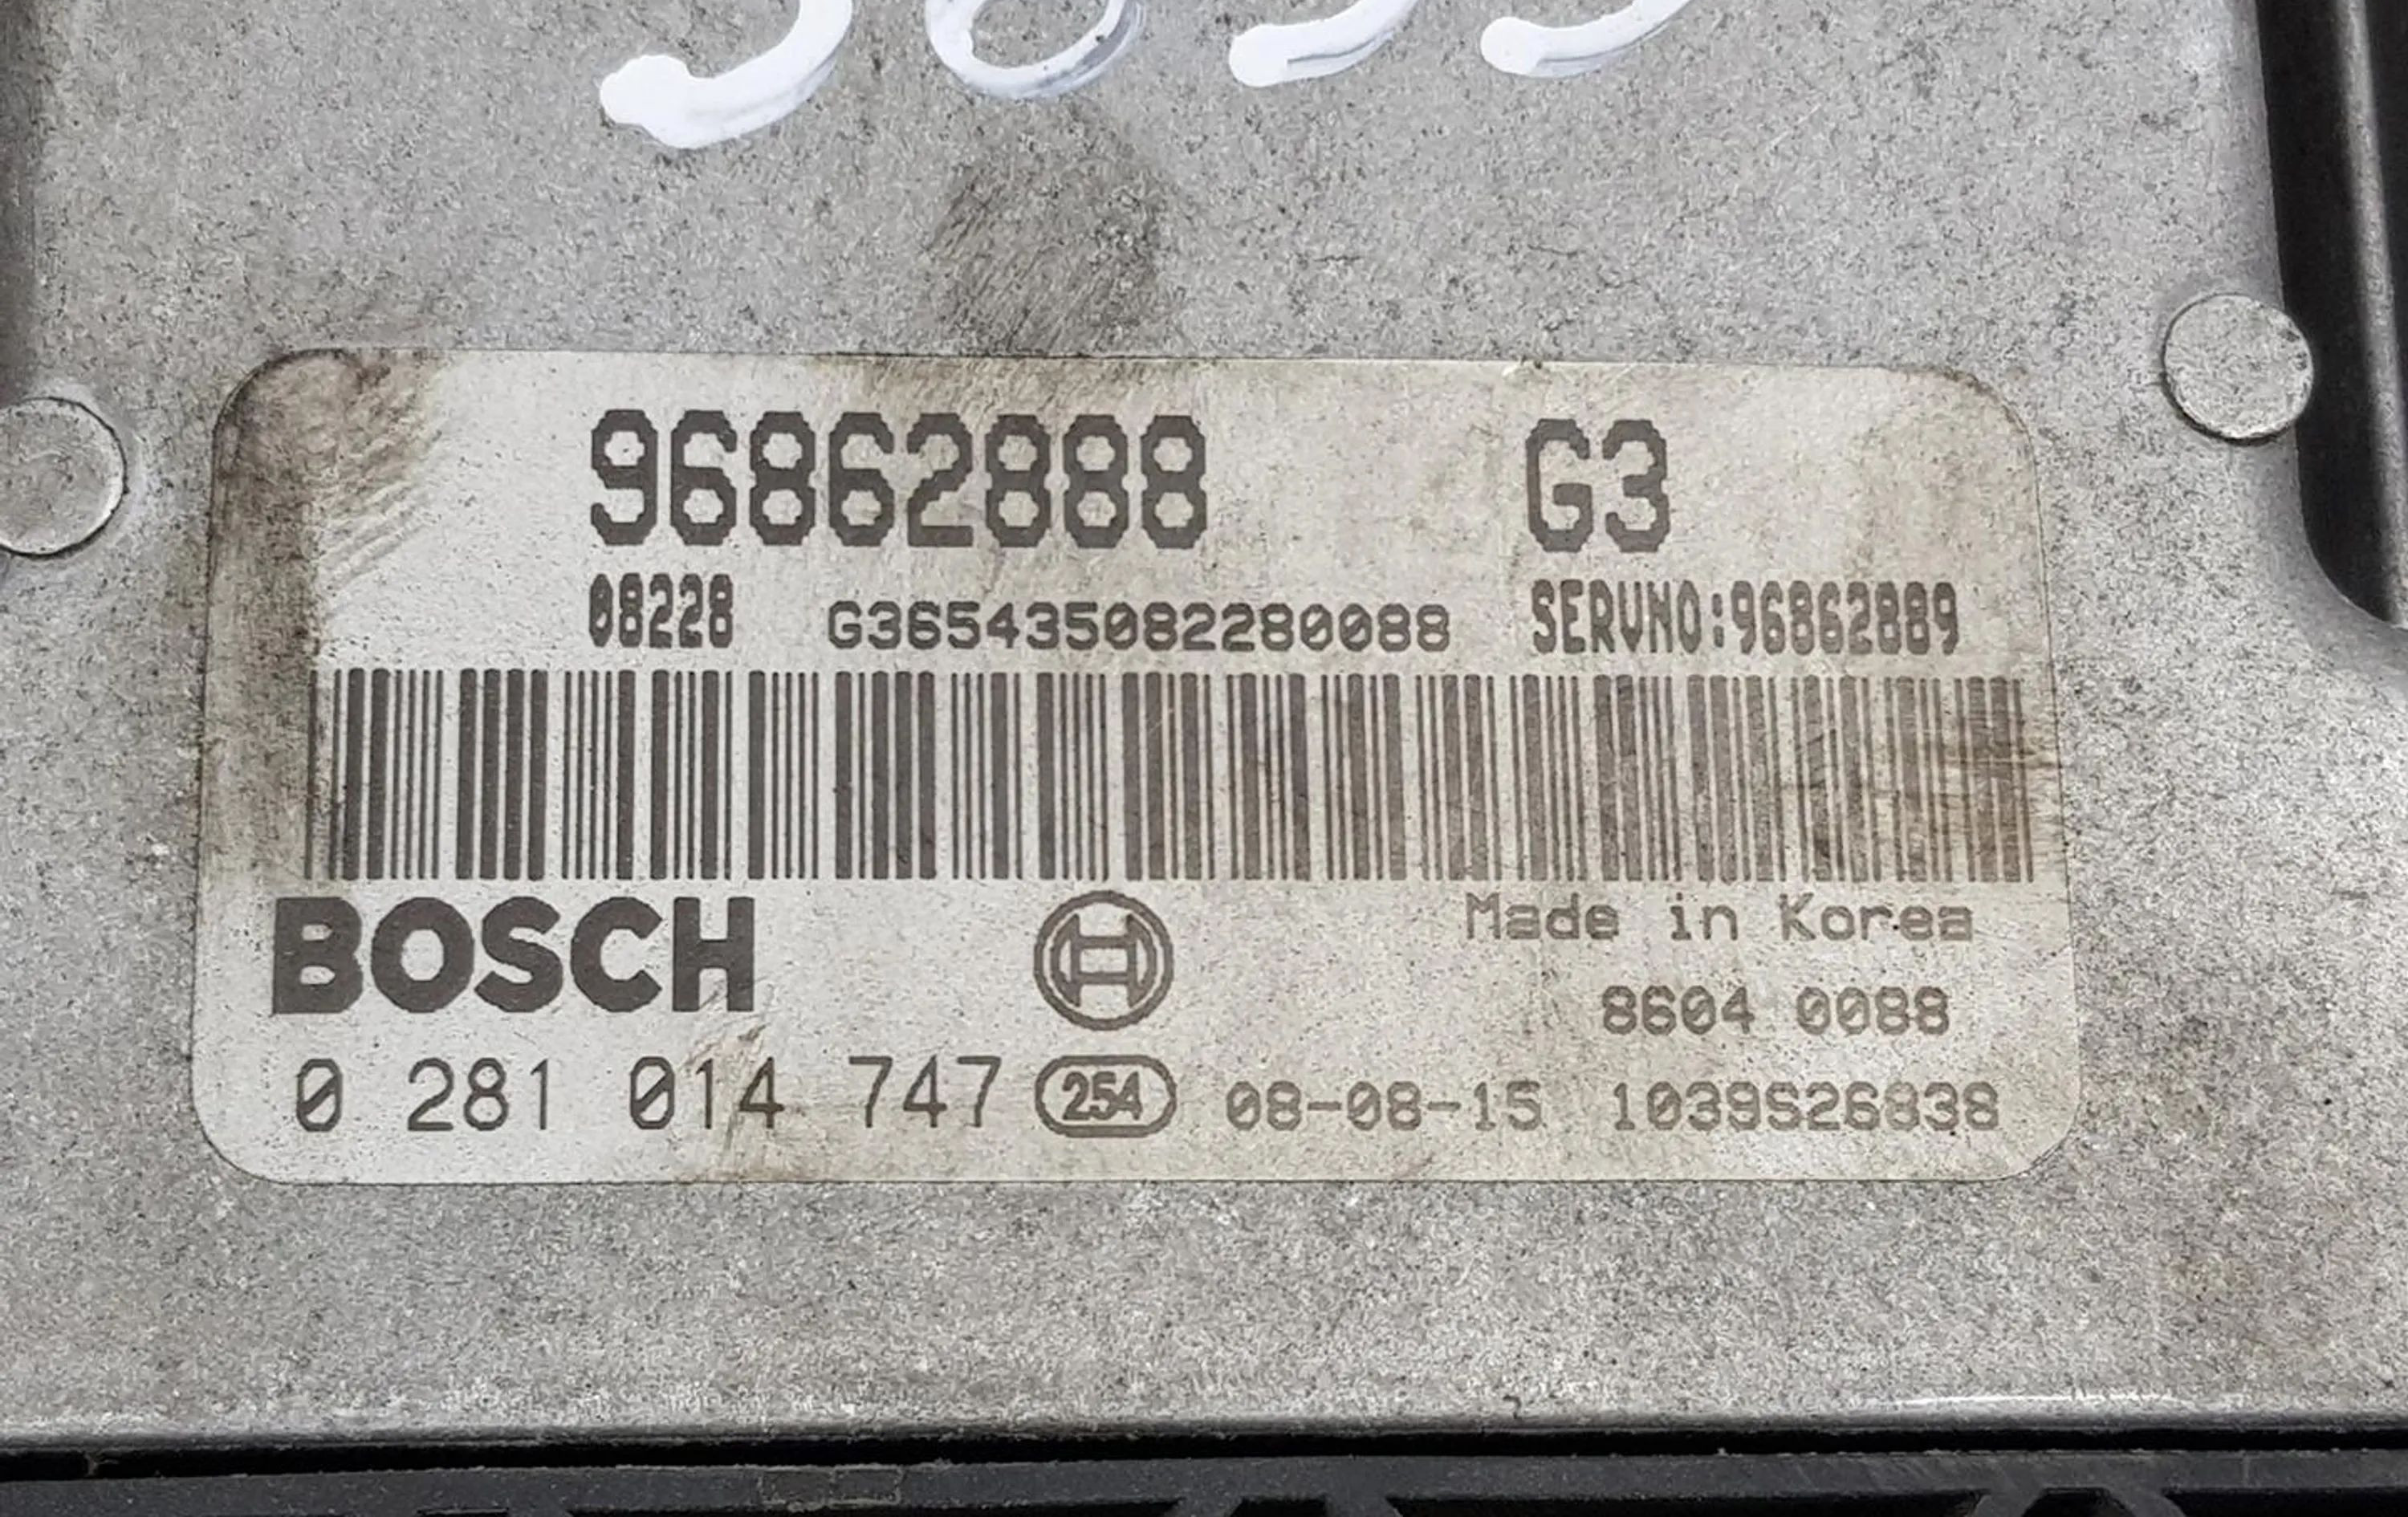 96862888 G3
08228 G365435082280088 SERVNO:96862889
BOSCH
Made in Korea
8604 0088
0 281 014 747 254 08-08-15 1039S26838